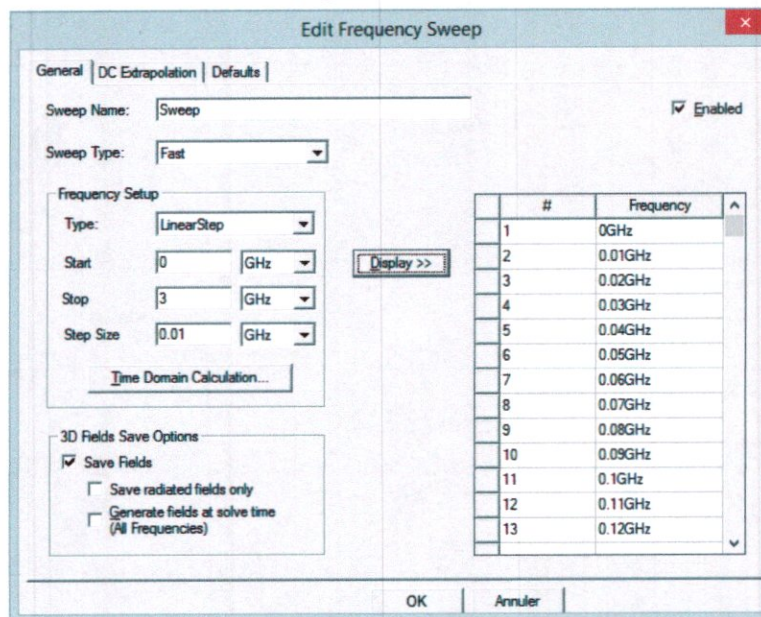 Edit Frequency Sweep
General DC Extrapolation Defaults
Sweep Name: Sweep
Enabled
Sweep Type: Fast
Frequency Setup
Type: LinearStep
Start 0 GHz
Stop 3 GHz
Step Size 0.01 GHz
Time Domain Calculation...
Display >>
3D Fields Save Options
Save Fields
Save radiated fields only
Generate fields at solve time
(All Frequencies)
# Frequency
1 0GHz
2 0.01GHz
3 0.02GHz
4 0.03GHz
5 0.04GHz
6 0.05GHz
7 0.06GHz
8 0.07GHz
9 0.08GHz
10 0.09GHz
11 0.1GHz
12 0.11GHz
13 0.12GHz
OK Annuler